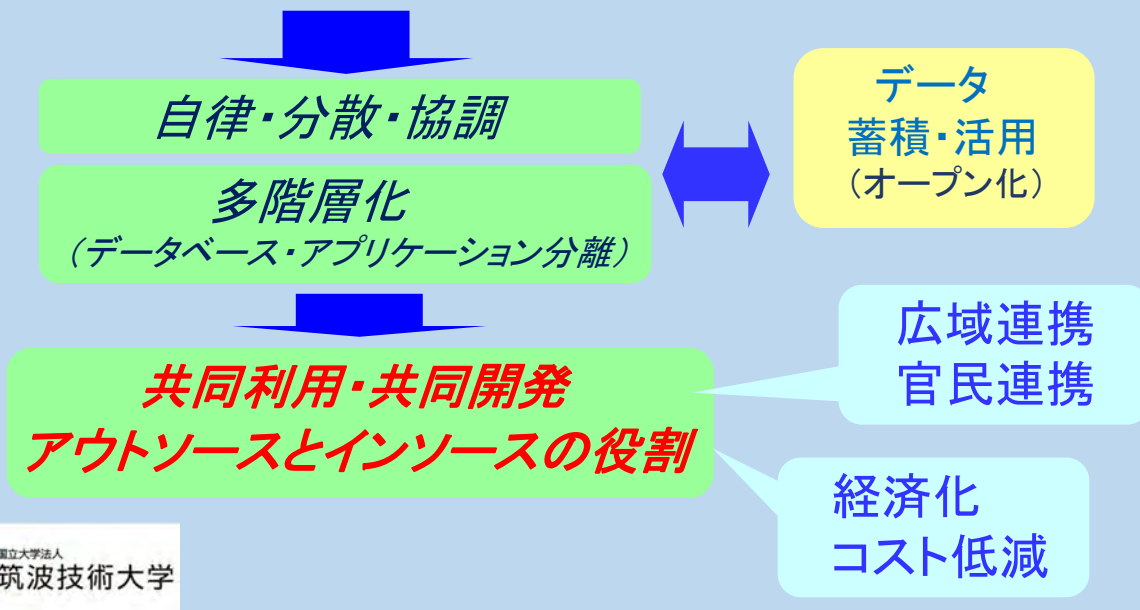 自律・分散・協調
多階層化
（データベース・アプリケーション分離）
データ
蓄積・活用
（オープン化）
共同利用・共同開発
アウトソースとインソースの役割
広域連携
官民連携
経済化
コスト低減
国立大学法人
筑波技術大学